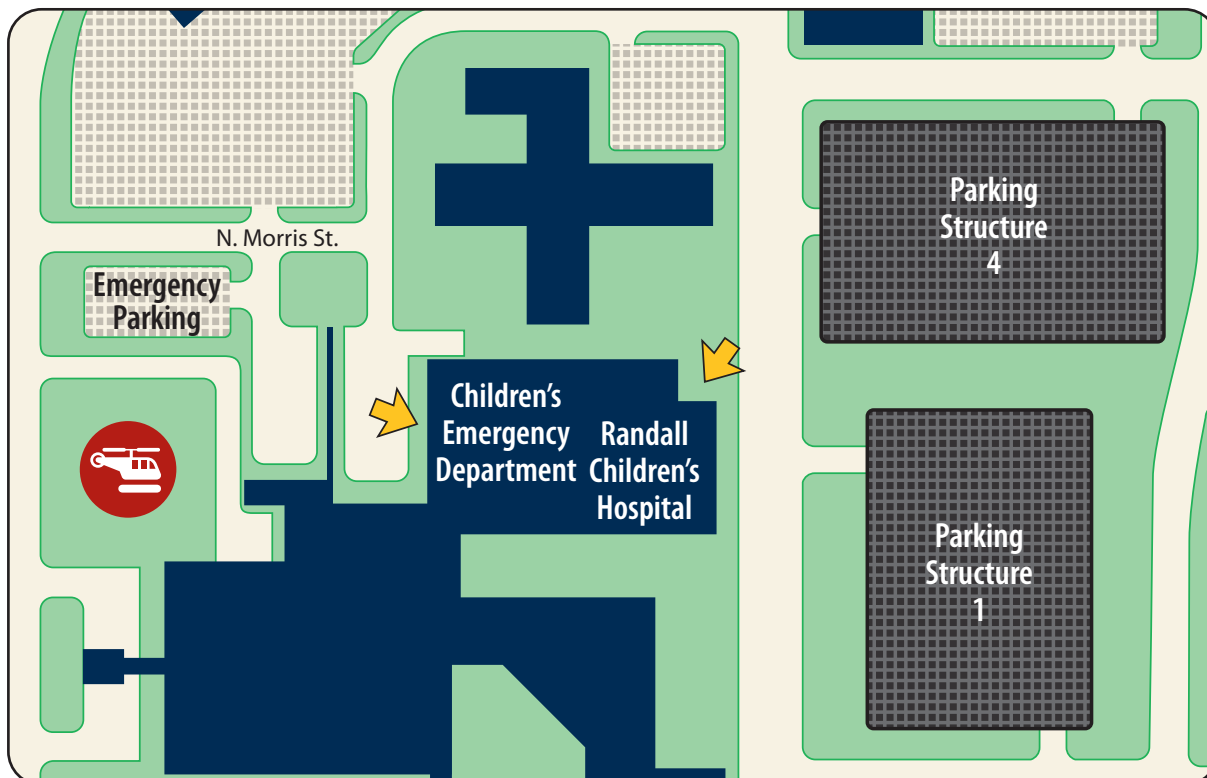 Parking
Structure
4
N. Morris St.
Emergency
Parking
Children's
Emergency
Department
Randall
Children's
Hospital
Parking
Structure
1